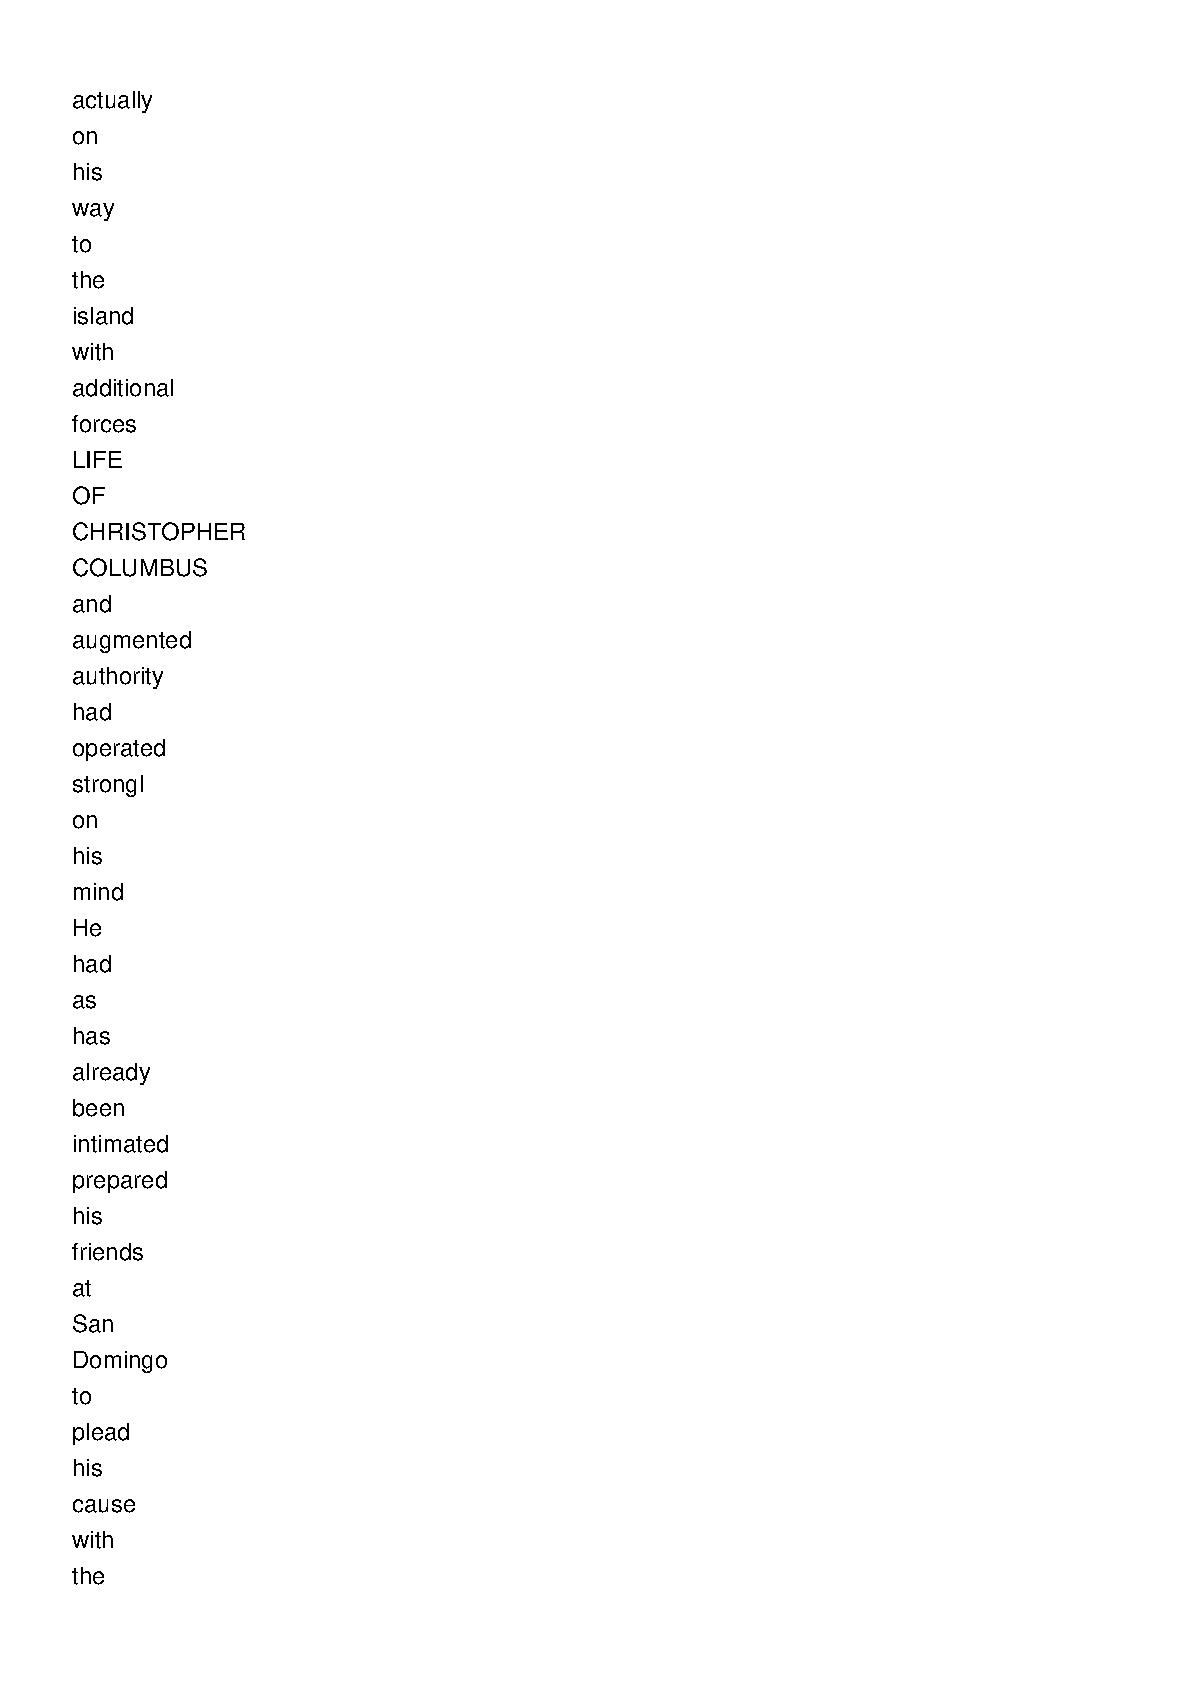 actually
on
his
way
to
the
island
with
additional
forces
LIFE
OF
CHRISTOPHER
COLUMBUS
and
augmented
authority
had
operated
strongl
on
his
mind
He
had
as
has
already
been
intimated
prepared
his
friends
at
San
Domingo
to
plead
his
cause
with
the